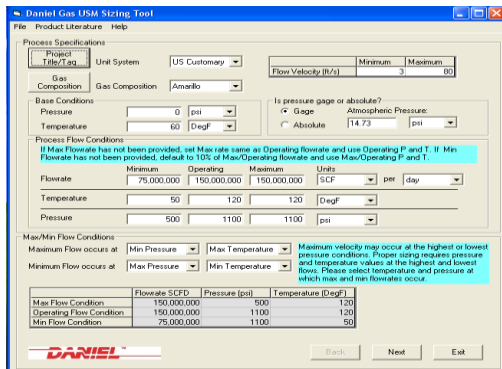 Daniel Gas USM Sizing Tool
File Product Literature Help
Process Specifications
Project Title/Tag Unit System US Customary
Minimum Maximum
Flow Velocity (ft/s) 3 80
Gas Composition Gas Composition Amarillo
Base Conditions
Pressure 0 psi
Temperature 60 DegF
Is pressure gage or absolute?
Gage Atmospheric Pressure:
Absolute 14.73 psi
Process Flow Conditions
If Max Flowrate has not been provided, set Max rate same as Operating flowrate and use Operating P and T. If Min
Flowrate has not been provided, default to 10% of Max/Operating flowrate and use Max/Operating P and T.
Minimum Operating Maximum Units
Flowrate 75,000,000 150,000,000 150,000,000 SCF per day
Temperature 50 120 120 DegF
Pressure 500 1100 1100 psi
Max/Min Flow Conditions
Maximum Flow occurs at Min Pressure Max Temperature
Minimum Flow occurs at Max Pressure Min Temperature
Maximum velocity may occur at the highest or lowest
pressure conditions. Proper sizing requires pressure
and temperature values at the highest and lowest
flows. Please select temperature and pressure at
which max and min flowrates occur.
Flowrate SCFD Pressure (psi) Temperature (DegF)
Max Flow Condition 150,000,000 500 120
Operating Flow Condition 150,000,000 1100 120
Min Flow Condition 75,000,000 1100 50
DANIEL
Back Next Exit